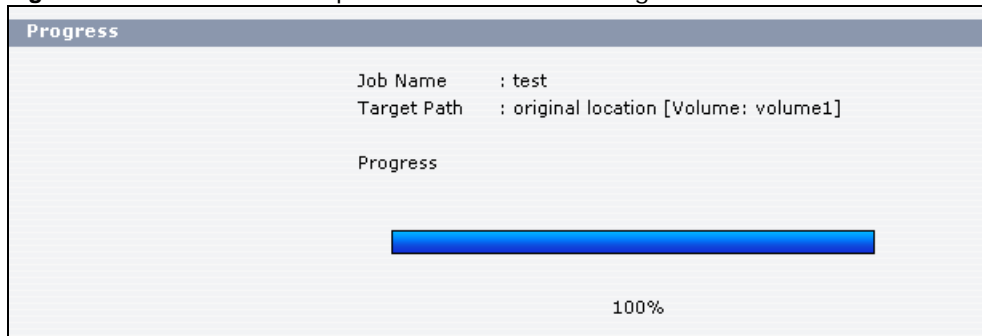 Progress
Job Name : test
Target Path : original location [Volume: volume1]
Progress
100%